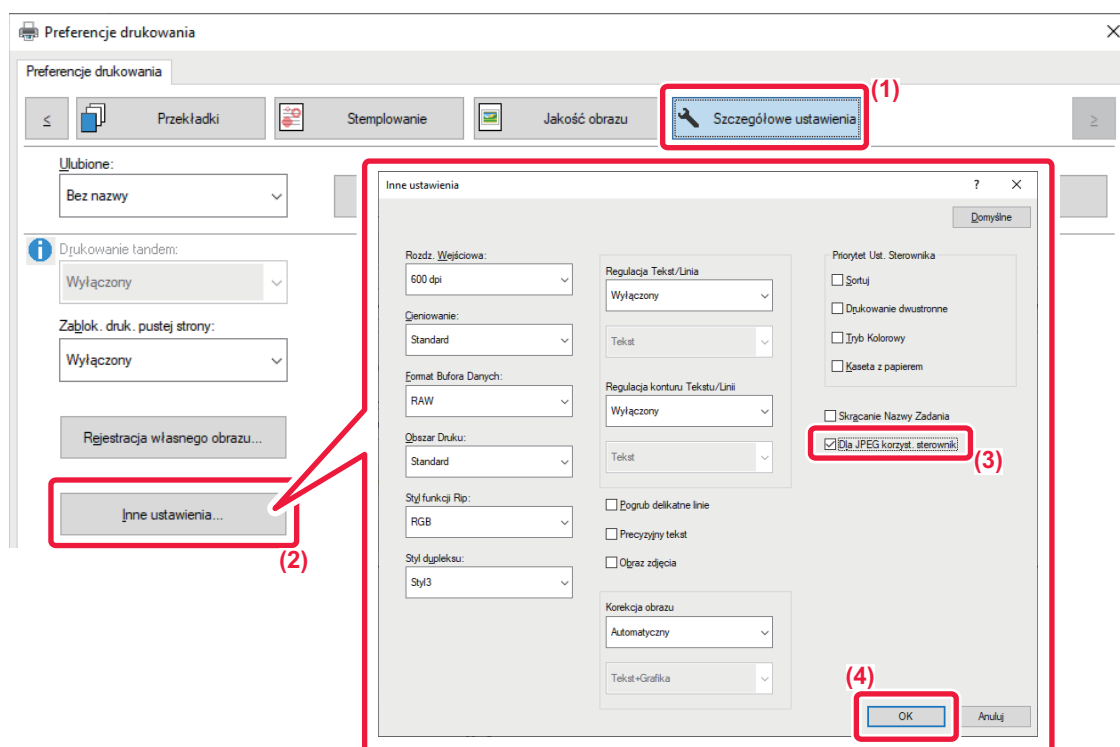 Preferencje drukowania
Preferencje drukowania
(1)
<
Przekładki
Stemplowanie
Jakość obrazu
Szczegółowe ustawienia
>
Ulubione:
Bez nazwy
Drukowanie tandem:
Wyłączony
Zablok. druk. pustej strony:
Wyłączony
Rejestracja własnego obrazu...
Inne ustawienia...
(2)
Inne ustawienia
?
Domyślne
Rozdz. Wejściowa:
600 dpi
Cieniowanie:
Standard
Format Bufora Danych:
RAW
Obszar Druku:
Standard
Styl funkcji Rip:
RGB
Styl dupleksu:
Styl3
Regulacja Tekst/Linia
Wyłączony
Tekst
Regulacja konturu Tekstu/Linii
Wyłączony
Tekst
Pogrub delikatne linie
Precyzyjny tekst
Obraz zdjęcia
Korekcja obrazu
Automatyczny
Tekst+Grafika
Priorytet Ust. Sterownika
Sortuj
Drukowanie dwustronne
Tryb Kolorowy
Kaseta z papierem
Skracanie Nazwy Zadania
Dla JPEG korzyst. sterownik
(3)
(4)
OK
Anuluj